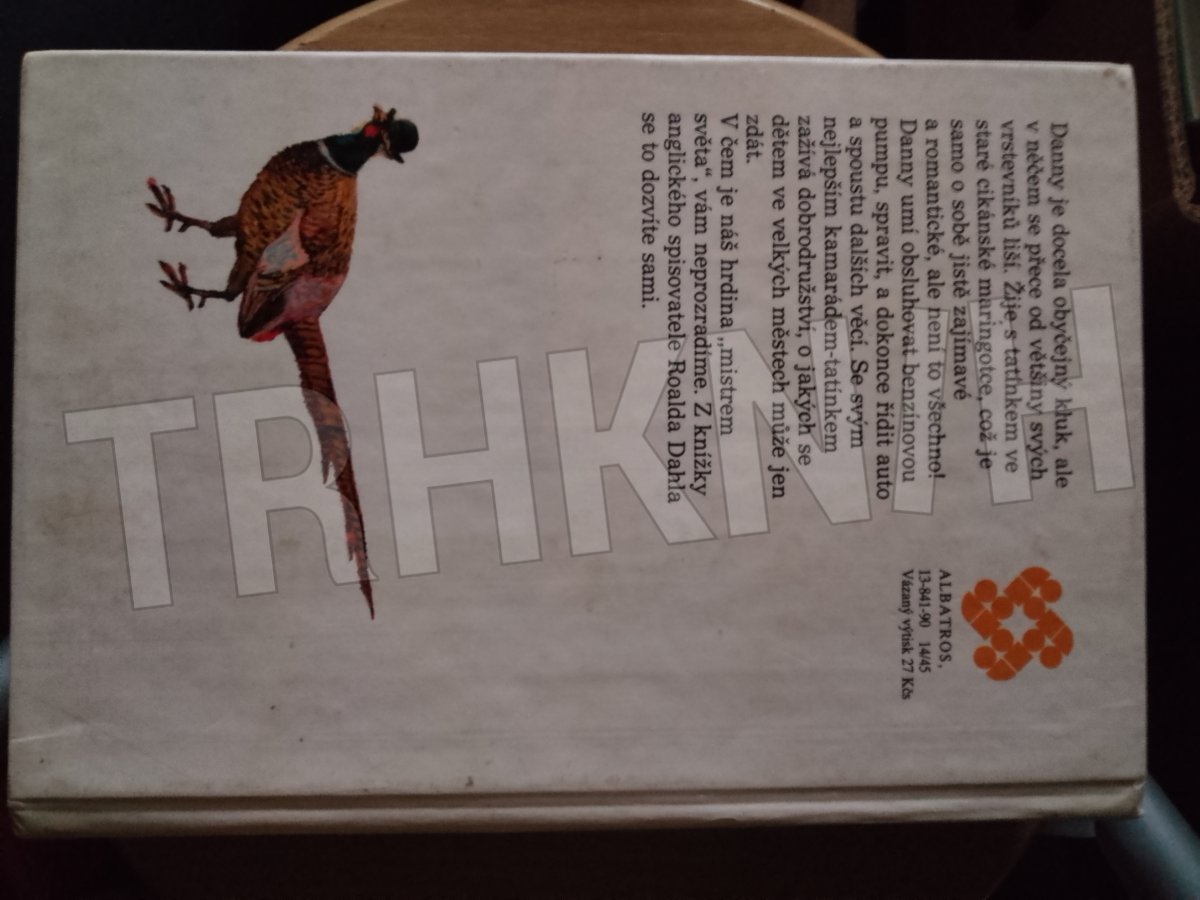 Danny je docela obyčejný kluk, ale
v něčem se přece od většiny svých
vrstevníků liší. Žije s tatínkem ve
staré cikánské maringotce, což je
samo o sobě jistě zajímavé
a romantické, ale není to všechno!
Danny umí obsluhovat benzínovou
pumpu, spravit, a dokonce řídit auto
a spoustu dalších věcí. Se svým
nejlepším kamarádem-tatínkem
zažívá dobrodružství, o jakých se
dětem ve velkých městech může jen
zdát.
V čem je náš hrdina „mistrem
světa“, vám neprozradíme. Z knížky
anglického spisovatele Roalda Dahla
se to dozvíte sami.
ALBATROS,
13-841-90 14/45
Vázaný výtisk 27 Kčs